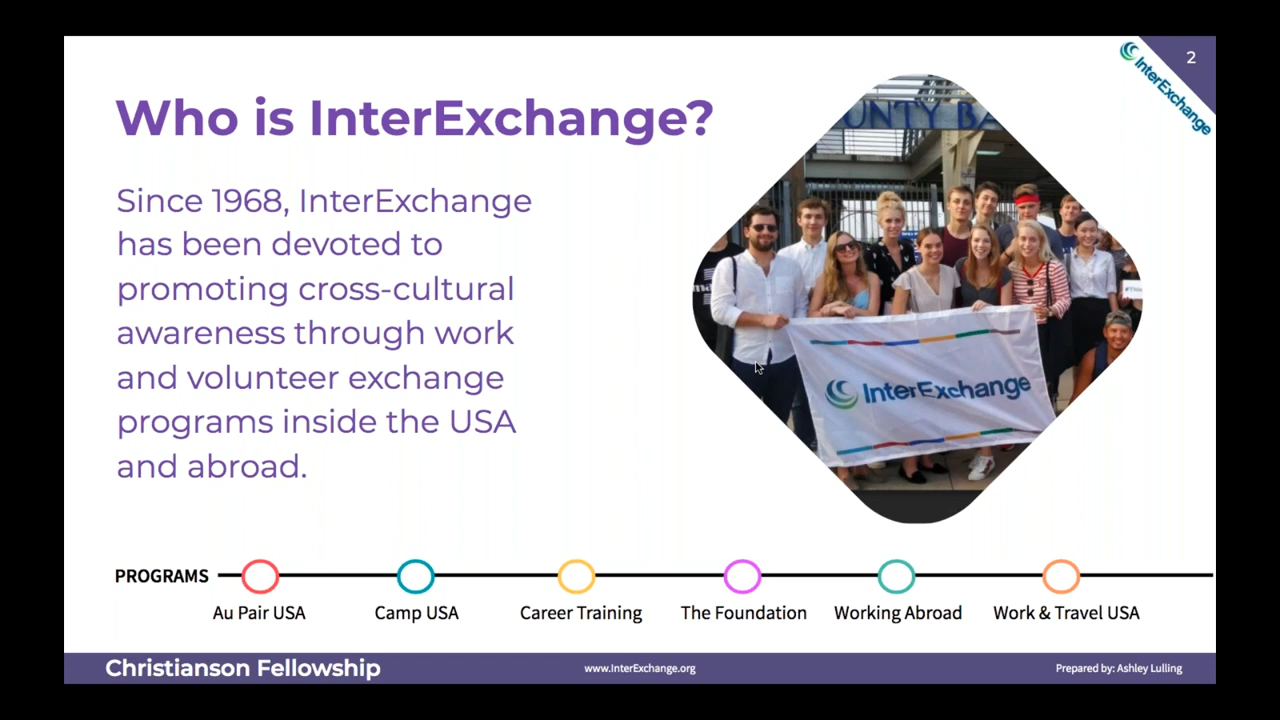 2
InterExchange
Who is InterExchange?
Since 1968, InterExchange
has been devoted to
promoting cross-cultural
awareness through work
and volunteer exchange
programs inside the USA
and abroad.
UNTY BA
InterExchange
PROGRAMS
Au Pair USA
Camp USA
Career Training
The Foundation
Working Abroad
Work & Travel USA
Christianson Fellowship
www.InterExchange.org
Prepared by: Ashley Lulling